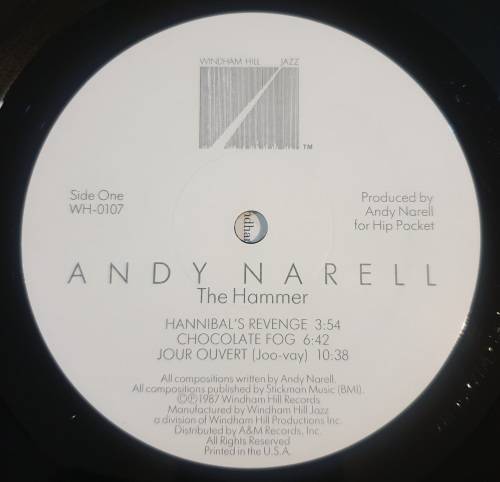 WINDHAM HILL JAZZ
TM
Side One
WH-0107
Produced by
Andy Narell
for Hip Pocket
ndhar
ANDY NARELL
The Hammer
HANNIBAL'S REVENGE 3:54
CHOCOLATE FOG 6:42
JOUR OUVERT (Joo-vay) 10:38
All compositions written by Andy Narell.
All compositions published by Stickman Music (BMI).
©℗1987 Windham Hill Records
Manufactured by Windham Hill Jazz
a division of Windham Hill Productions Inc.
Distributed by A&M Records, Inc.
All Rights Reserved
Printed in the U.S.A.